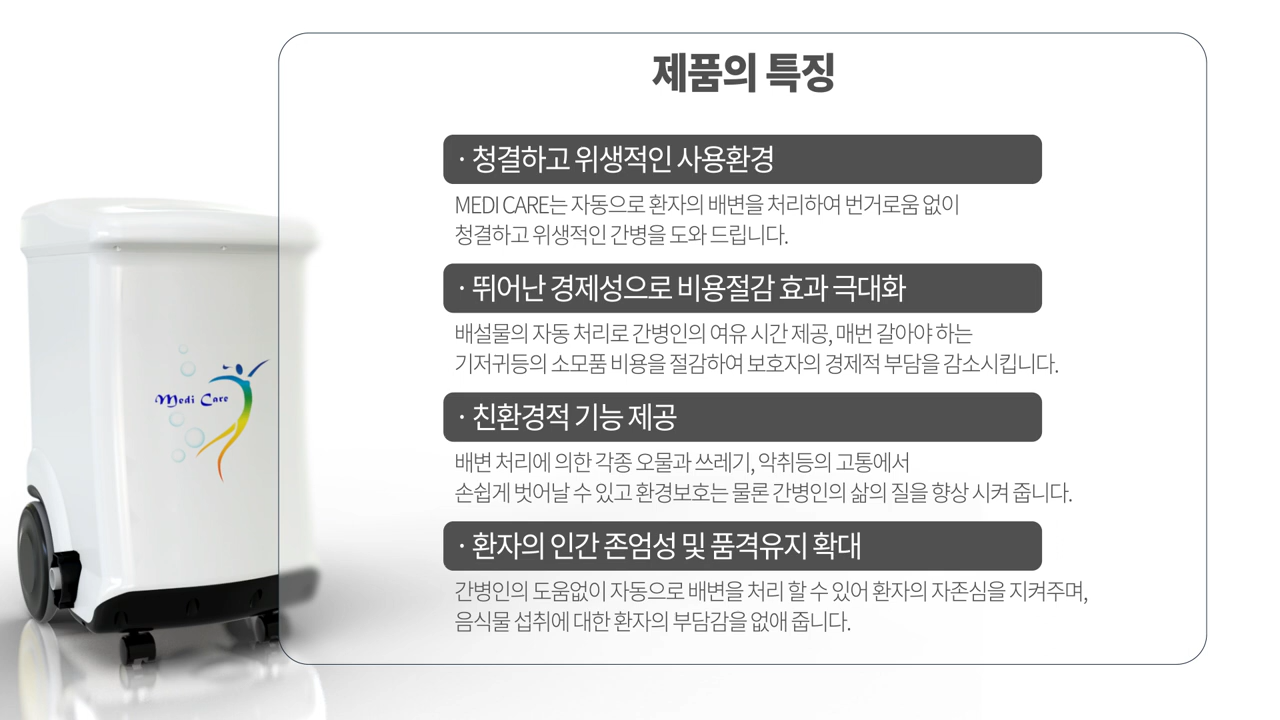 제품의 특징
· 청결하고 위생적인 사용환경
MEDI CARE는 자동으로 환자의 배변을 처리하여 번거로움 없이
청결하고 위생적인 간병을 도와 드립니다.
· 뛰어난 경제성으로 비용절감 효과 극대화
배설물의 자동 처리로 간병인의 여유 시간 제공, 매번 갈아야 하는
기저귀등의 소모품 비용을 절감하여 보호자의 경제적 부담을 감소시킵니다.
· 친환경적 기능 제공
배변 처리에 의한 각종 오물과 쓰레기, 악취등의 고통에서
손쉽게 벗어날 수 있고 환경보호는 물론 간병인의 삶의 질을 향상 시켜 줍니다.
· 환자의 인간 존엄성 및 품격유지 확대
간병인의 도움없이 자동으로 배변을 처리 할 수 있어 환자의 자존심을 지켜주며,
음식물 섭취에 대한 환자의 부담감을 없애 줍니다.
Medi Care